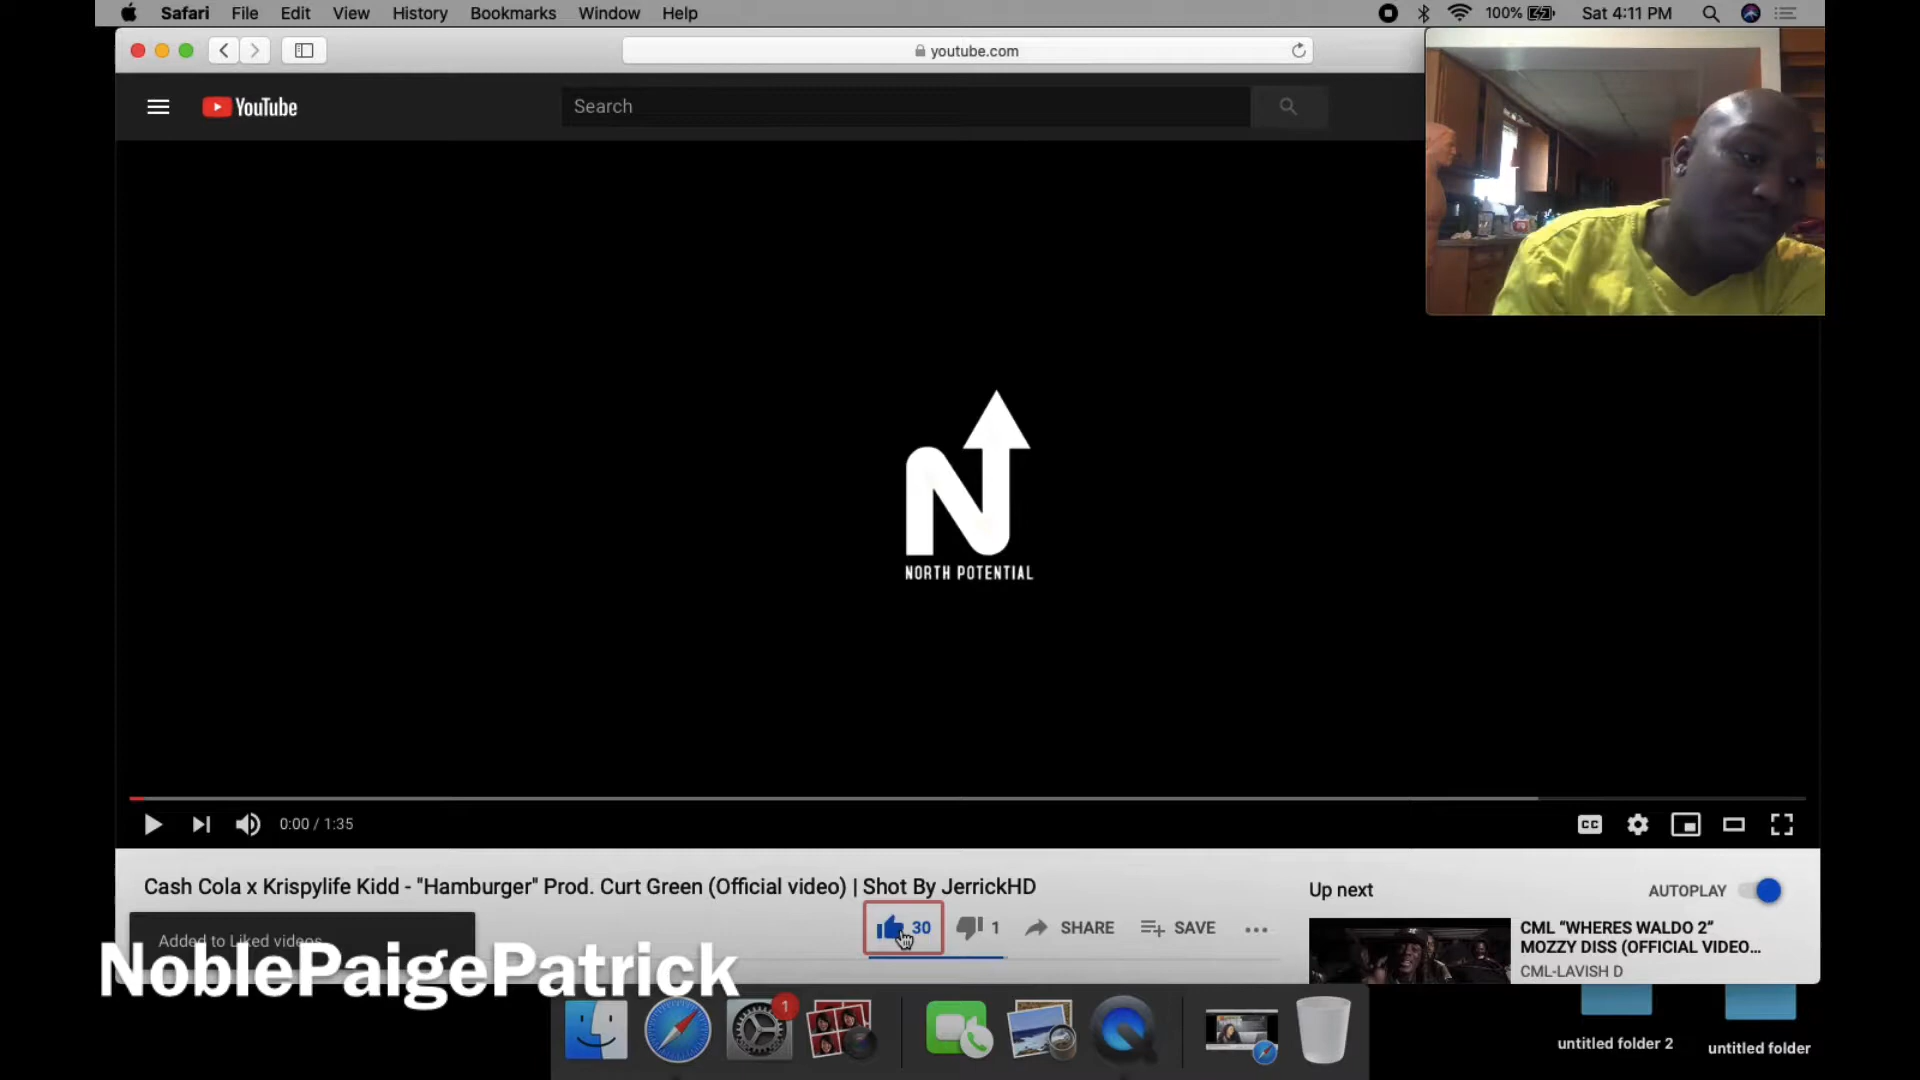 Safari File Edit View History Bookmarks Window Help 100% Sat 4:11 PM
youtube.com
YouTube
Search
NORTH POTENTIAL
0:00 / 1:35
CC
Cash Cola x Krispylife Kidd - "Hamburger" Prod. Curt Green (Official video) | Shot By JerrickHD
30 1 SHARE SAVE
Added to Liked videos
NoblePaigePatrick
Up next AUTOPLAY
CML “WHERES WALDO 2”
MOZZY DISS (OFFICIAL VIDEO...
CML-LAVISH D
1
untitled folder 2
untitled folder